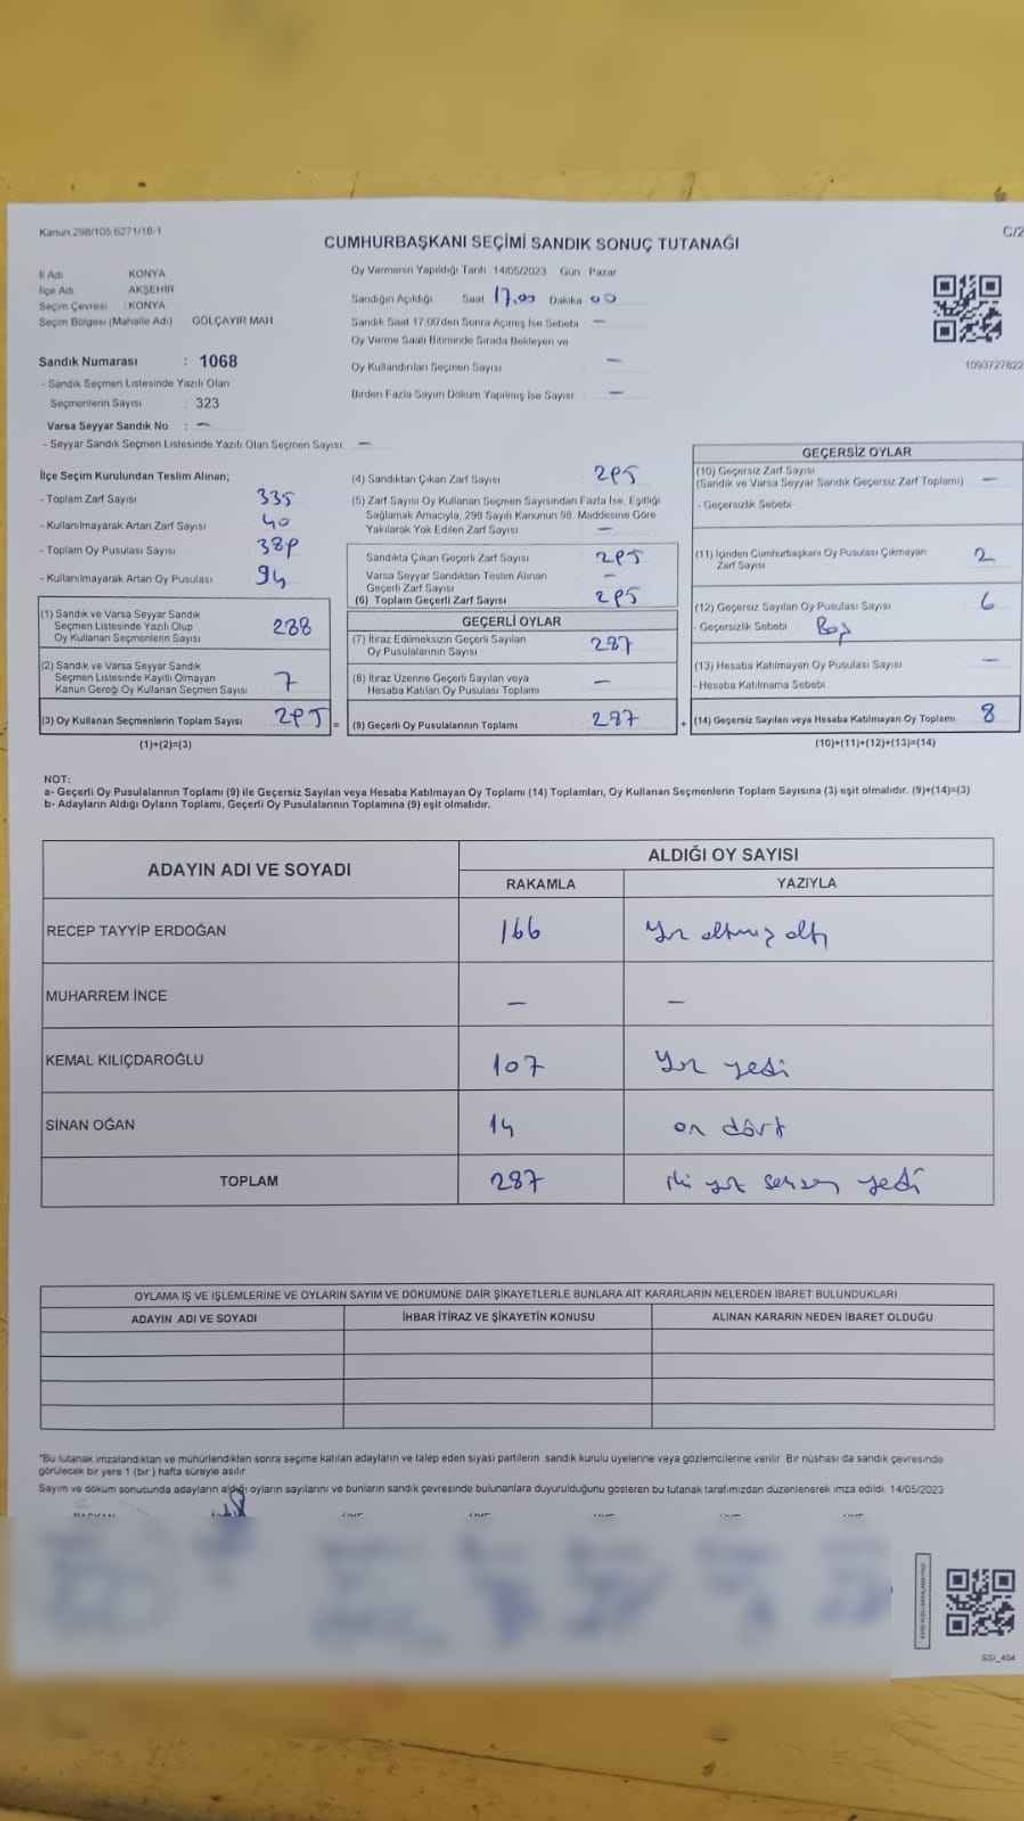 Kanun 298/105 6271/18-1
C/2
CUMHURBAŞKANI SEÇİMİ SANDIK SONUÇ TUTANAĞI
İl Adı KONYA
İlçe Adı AKŞEHİR
Seçim Çevresi : KONYA
Seçim Bölgesi (Mahalle Adı) GÖLÇAYIR MAH
Sandık Numarası : 1068
- Sandık Seçmen Listesinde Yazılı Olan
Seçmenlerin Sayısı : 323
Varsa Seyyar Sandık No : —
- Seyyar Sandık Seçmen Listesinde Yazılı Olan Seçmen Sayısı —
Oy Vermenin Yapıldığı Tarih 14/05/2023 Gün Pazar
Sandığın Açıldığı Saat 17.00 Dakika 00
Sandık Saat 17:00'den Sonra Açılmış İse Sebebi —
Oy Verme Saati Bitiminde Sırada Bekleyen ve
Oy Kullandırılan Seçmen Sayısı —
Birden Fazla Sayım Döküm Yapılmış İse Sayısı —
1093727822
İlçe Seçim Kurulundan Teslim Alınan;
- Toplam Zarf Sayısı 335
- Kullanılmayarak Artan Zarf Sayısı 40
- Toplam Oy Pusulası Sayısı 389
- Kullanılmayarak Artan Oy Pusulası 94
(1) Sandık ve Varsa Seyyar Sandık
Seçmen Listesinde Yazılı Olup
Oy Kullanan Seçmenlerin Sayısı 288
(2) Sandık ve Varsa Seyyar Sandık
Seçmen Listesinde Kayıtlı Olmayan
Kanun Gereği Oy Kullanan Seçmen Sayısı 7
(3) Oy Kullanan Seçmenlerin Toplam Sayısı 295 =
(1)+(2)=(3)
(4) Sandıktan Çıkan Zarf Sayısı 295
(5) Zarf Sayısı Oy Kullanan Seçmen Sayısından Fazla İse, Eşitliği
Sağlamak Amacıyla, 298 Sayılı Kanunun 98. Maddesine Göre
Yakılarak Yok Edilen Zarf Sayısı —
Sandıkta Çıkan Geçerli Zarf Sayısı 295
Varsa Seyyar Sandıktan Teslim Alınan
Geçerli Zarf Sayısı —
(6) Toplam Geçerli Zarf Sayısı 295
GEÇERLİ OYLAR
(7) İtiraz Edilmeksizin Geçerli Sayılan
Oy Pusulalarının Sayısı 287
(8) İtiraz Üzerine Geçerli Sayılan veya
Hesaba Katılan Oy Pusulası Toplamı —
(9) Geçerli Oy Pusulalarının Toplamı 287 +
GEÇERSİZ OYLAR
(10) Geçersiz Zarf Sayısı
(Sandık ve Varsa Seyyar Sandık Geçersiz Zarf Toplamı) —
- Geçersizlik Sebebi
(11) İçinden Cumhurbaşkanı Oy Pusulası Çıkmayan
Zarf Sayısı 2
(12) Geçersiz Sayılan Oy Pusulası Sayısı 6
- Geçersizlik Sebebi Boş
(13) Hesaba Katılmayan Oy Pusulası Sayısı —
- Hesaba Katılmama Sebebi
(14) Geçersiz Sayılan veya Hesaba Katılmayan Oy Toplamı 8
(10)+(11)+(12)+(13)=(14)
NOT:
a- Geçerli Oy Pusulalarının Toplamı (9) ile Geçersiz Sayılan veya Hesaba Katılmayan Oy Toplamı (14) Toplamları, Oy Kullanan Seçmenlerin Toplam Sayısına (3) eşit olmalıdır. (9)+(14)=(3)
b- Adayların Aldığı Oyların Toplamı, Geçerli Oy Pusulalarının Toplamına (9) eşit olmalıdır.
ADAYIN ADI VE SOYADI
ALDIĞI OY SAYISI
RAKAMLA YAZIYLA
RECEP TAYYİP ERDOĞAN 166 Yüz altmış altı
MUHARREM İNCE — —
KEMAL KILIÇDAROĞLU 107 Yüz yedi
SİNAN OĞAN 14 on dört
TOPLAM 287 iki yüz seksen yedi
OYLAMA İŞ VE İŞLEMLERİNE VE OYLARIN SAYIM VE DÖKÜMÜNE DAİR ŞİKAYETLERLE BUNLARA AİT KARARLARIN NELERDEN İBARET BULUNDUKLARI
ADAYIN ADI VE SOYADI İHBAR İTİRAZ VE ŞİKAYETİN KONUSU ALINAN KARARIN NEDEN İBARET OLDUĞU
"Bu tutanak imzalandıktan ve mühürlendikten sonra seçime katılan adayların ve talep eden siyasi partilerin sandık kurulu üyelerine veya gözlemcilerine verilir. Bir nüshası da sandık çevresinde
görülecek bir yere 1 (bir) hafta süreyle asılır.
Sayım ve döküm sonucunda adayların aldığı oyların sayılarını ve bunların sandık çevresinde bulunanlara duyurulduğunu gösteren bu tutanak tarafımızdan düzenlenerek imza edildi. 14/05/2023
SSI_404